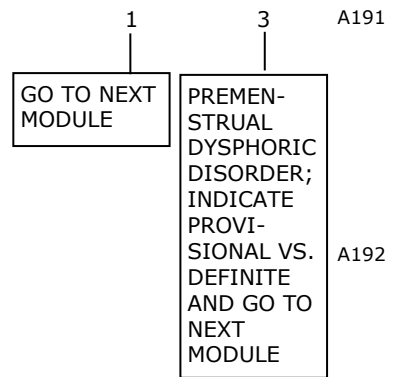 1 3 A191
GO TO NEXT
MODULE
PREMEN-
STRUAL
DYSPHORIC
DISORDER;
INDICATE
PROVI-
SIONAL VS.
DEFINITE
AND GO TO
NEXT
MODULE
A192